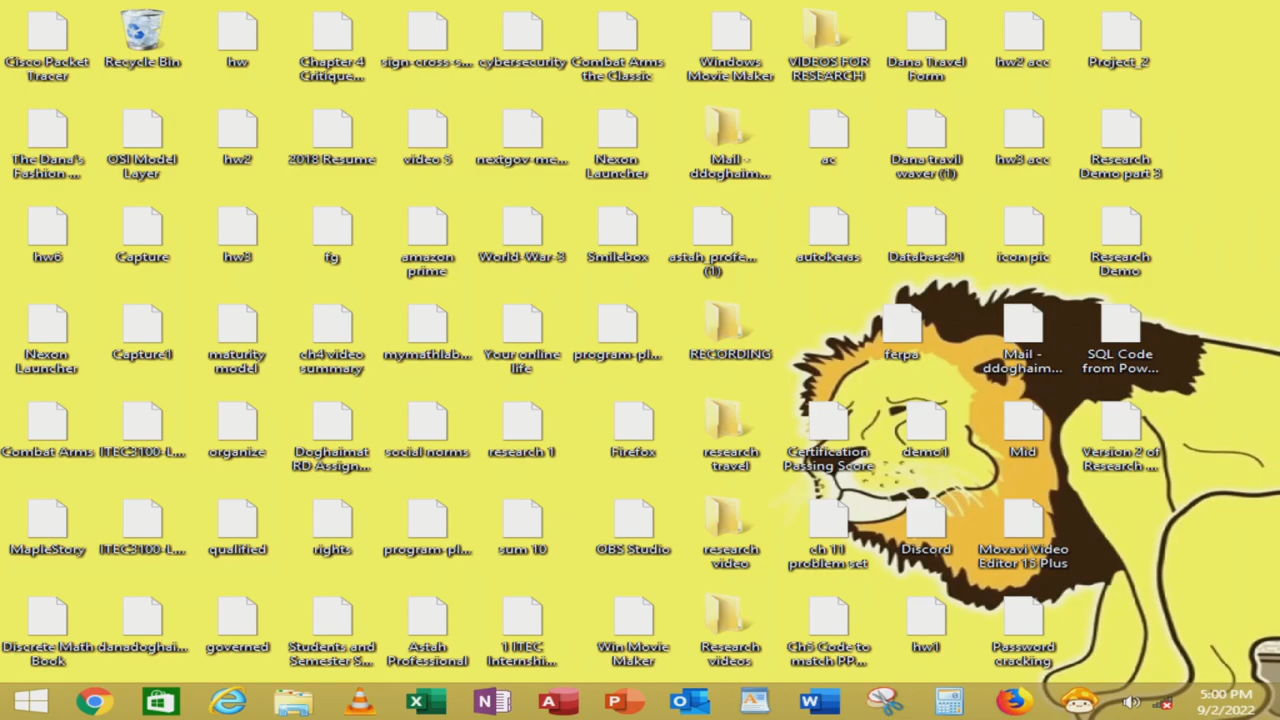 Cisco Packet
Tracer
Recycle Bin
hw
Chapter 4
Critique...
sign-cross-s...
cybersecurity
Combat Arms
the Classic
Windows
Movie Maker
VIDEOS FOR
RESEARCH
Dana Travel
Form
hw2 acc
Project_2
The Dana's
Fashion ...
OSI Model
Layer
hw2
2018 Resume
video 5
nextgov-me...
Nexon
Launcher
Mail -
ddoghaim...
ac
Dana travil
waver (1)
hw3 acc
Research
Demo part 3
hw6
Capture
hw3
fg
amazon
prime
World-War-3
Smilebox
astah_profe...
(1)
autokeras
Database21
icon pic
Research
Demo
Nexon
Launcher
Capture1
maturity
model
ch4 video
summary
mymathlab...
Your online
life
program-pl...
RECORDING
ferpa
Mail -
ddoghaim...
SQL Code
from Pow...
Combat Arms
ITEC3100-L...
organize
Doghaimat
RD Assign...
social norms
research 1
Firefox
research
travel
Certification
Passing Score
demo1
Mid
Version 2 of
Research ...
MapleStory
ITEC3100-L...
qualified
rights
program-pl...
sum 10
OBS Studio
research
video
ch 11
problem set
Discord
Movavi Video
Editor 15 Plus
Discrete Math
Book
danadoghai...
governed
Students and
Semester S...
Astah
Professional
1 ITEC
Internshi...
Win Movie
Maker
Research
videos
Ch5 Code to
match PP...
hw1
Password
cracking
5:00 PM
9/2/2022